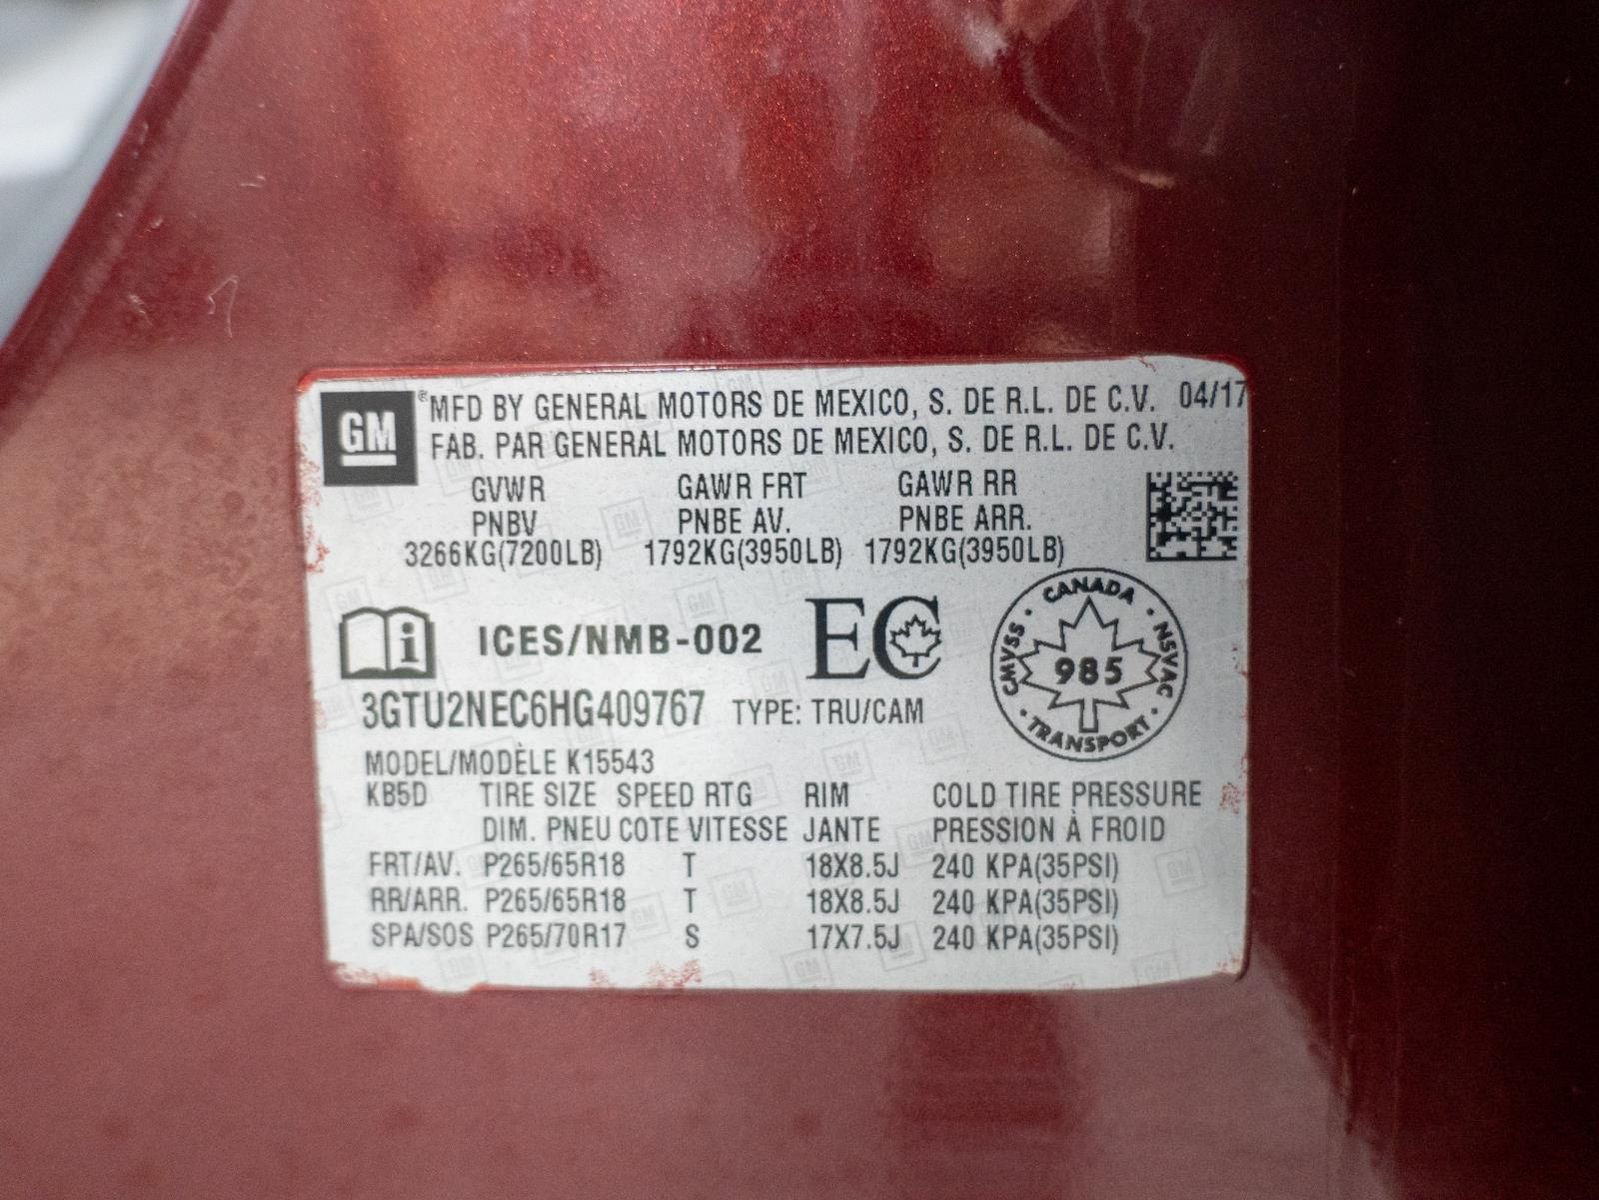 GM ®MFD BY GENERAL MOTORS DE MEXICO, S. DE R.L. DE C.V. 04/17
FAB. PAR GENERAL MOTORS DE MEXICO, S. DE R.L. DE C.V.
GVWR GAWR FRT GAWR RR
PNBV PNBE AV. PNBE ARR.
3266KG(7200LB) 1792KG(3950LB) 1792KG(3950LB)
i ICES/NMB-002 EC
CANADA
CMVSS 985 NSVAC
TRANSPORT
3GTU2NEC6HG409767 TYPE: TRU/CAM
MODEL/MODÈLE K15543
KB5D TIRE SIZE SPEED RTG RIM COLD TIRE PRESSURE
DIM. PNEU COTE VITESSE JANTE PRESSION À FROID
FRT/AV. P265/65R18 T 18X8.5J 240 KPA(35PSI)
RR/ARR. P265/65R18 T 18X8.5J 240 KPA(35PSI)
SPA/SOS P265/70R17 S 17X7.5J 240 KPA(35PSI)